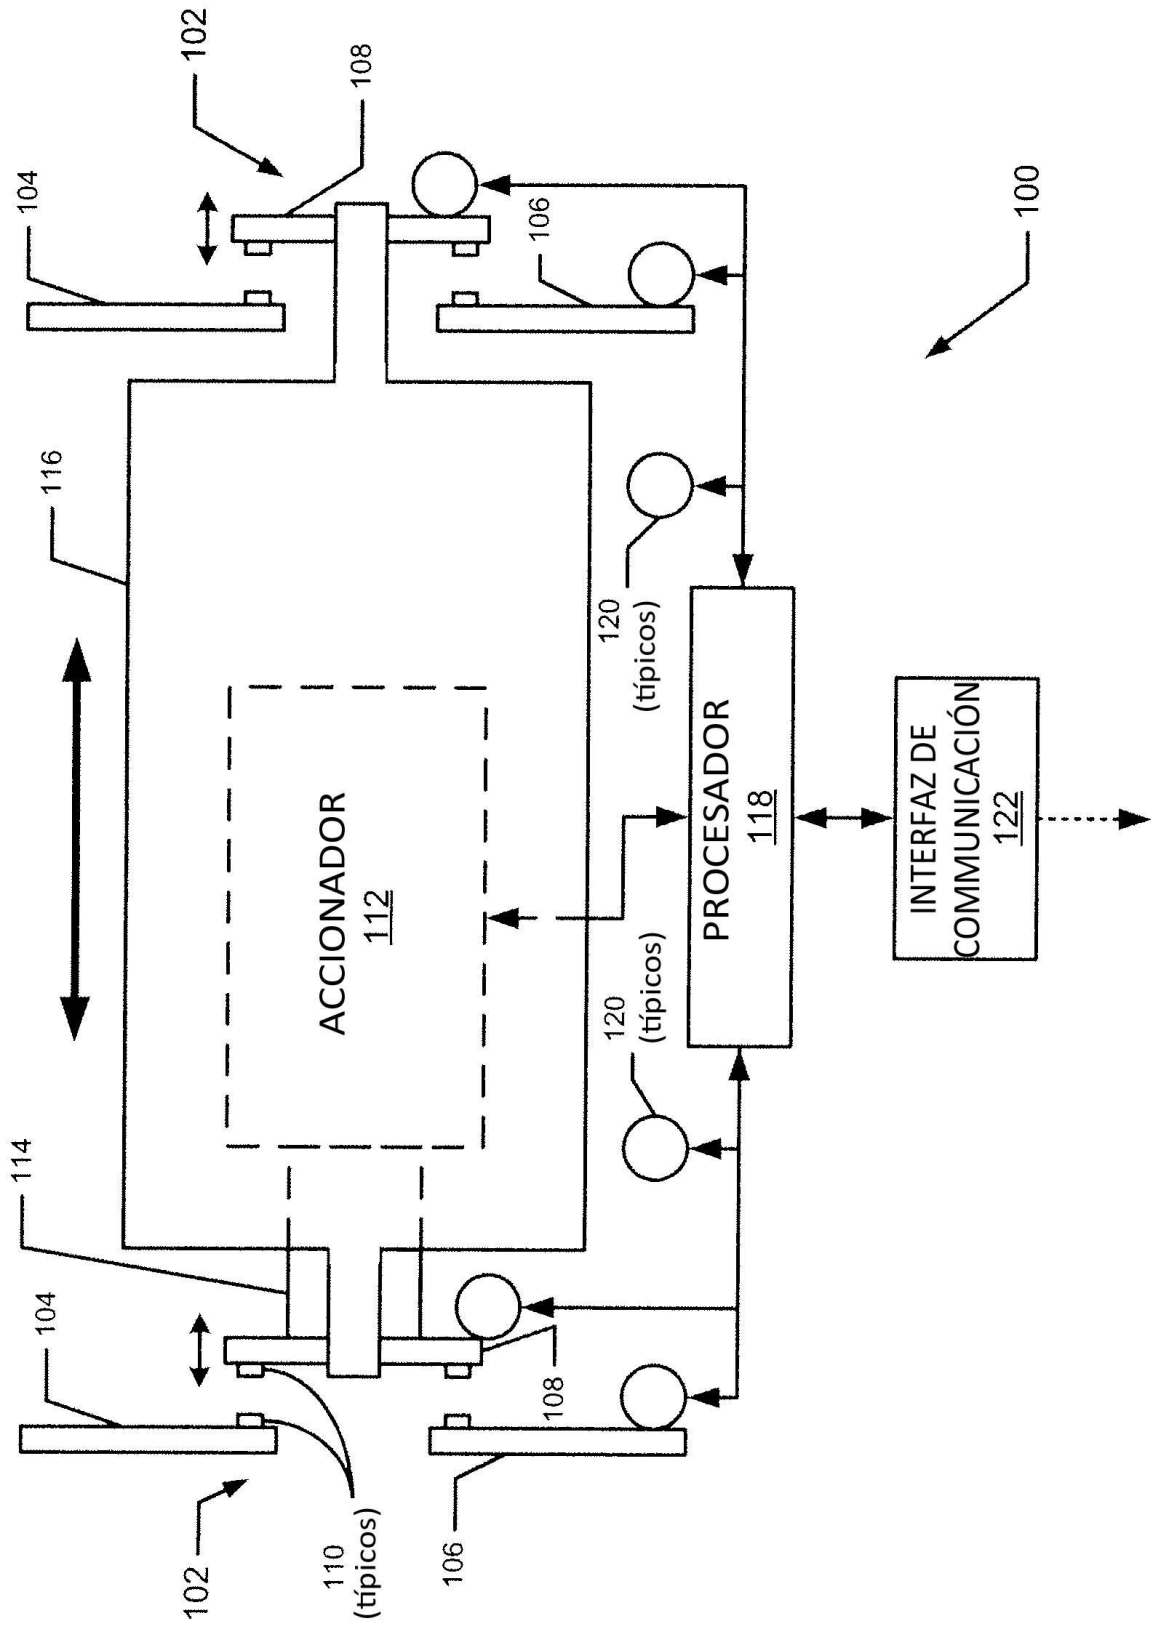 104
114
116
104
102
102
110
(típicos)
ACCIONADOR
112
108
106
108
106
120
(típicos)
120
(típicos)
PROCESADOR
118
INTERFAZ DE
COMMUNICACIÓN
122
100